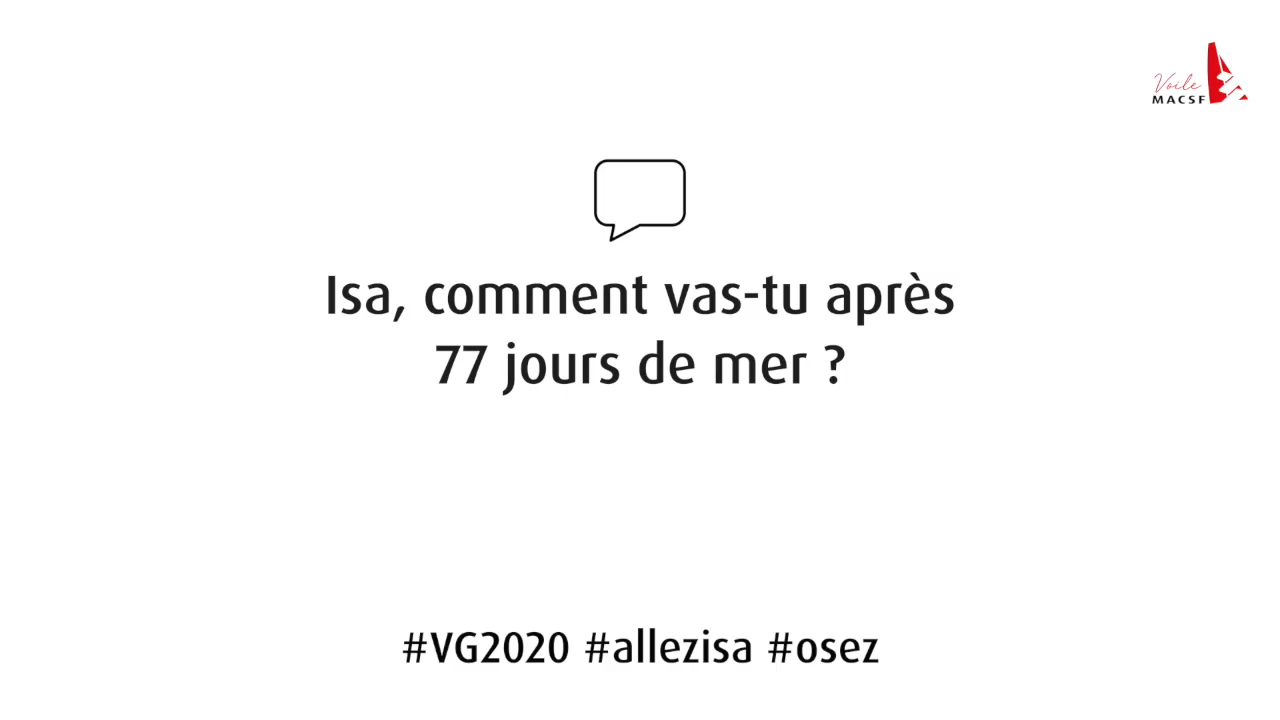 Voile
MACSF
Isa, comment vas-tu après
77 jours de mer ?
#VG2020 #allezisa #osez